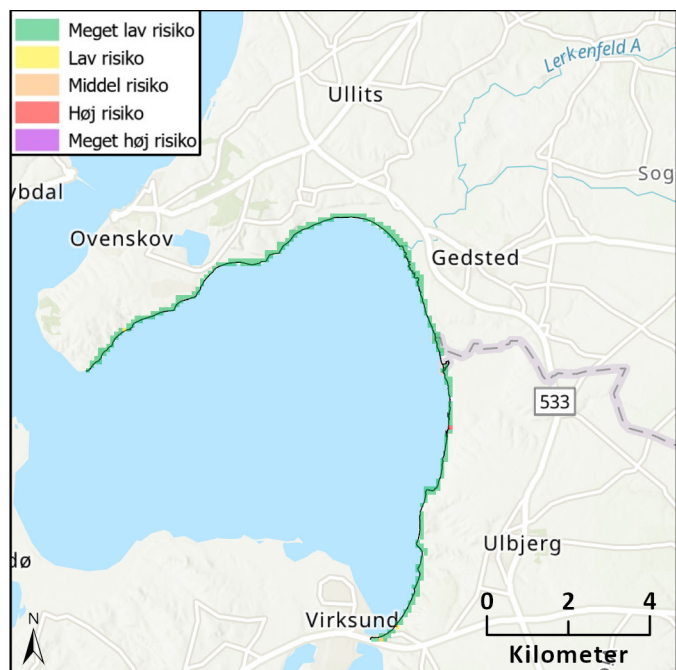 Meget lav risiko
Lav risiko
Middel risiko
Høj risiko
Meget høj risiko
Lerkenfeld A
Ullits
Sog
ybdal
Ovenskov
Gedsted
533
Ulbjerg
dø
Virksund
0 2 4
Kilometer
N